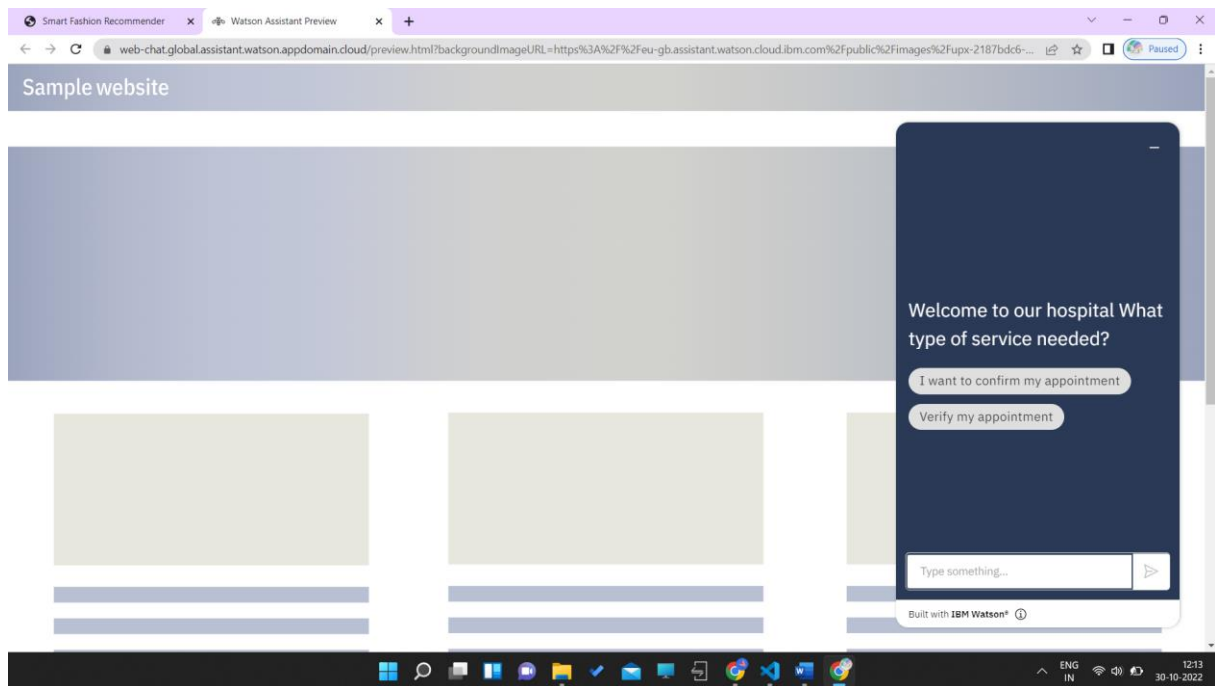 Smart Fashion Recommender
Watson Assistant Preview
web-chat.global.assistant.watson.appdomain.cloud/preview.html?backgroundImageURL=https%3A%2F%2Feu-gb.assistant.watson.cloud.ibm.com%2Fpublic%2Fimages%2Fupx-2187bdc6-...
Paused
Sample website
Welcome to our hospital What
type of service needed?
I want to confirm my appointment
Verify my appointment
Type something...
Built with IBM Watson®
ENG
IN
12:13
30-10-2022